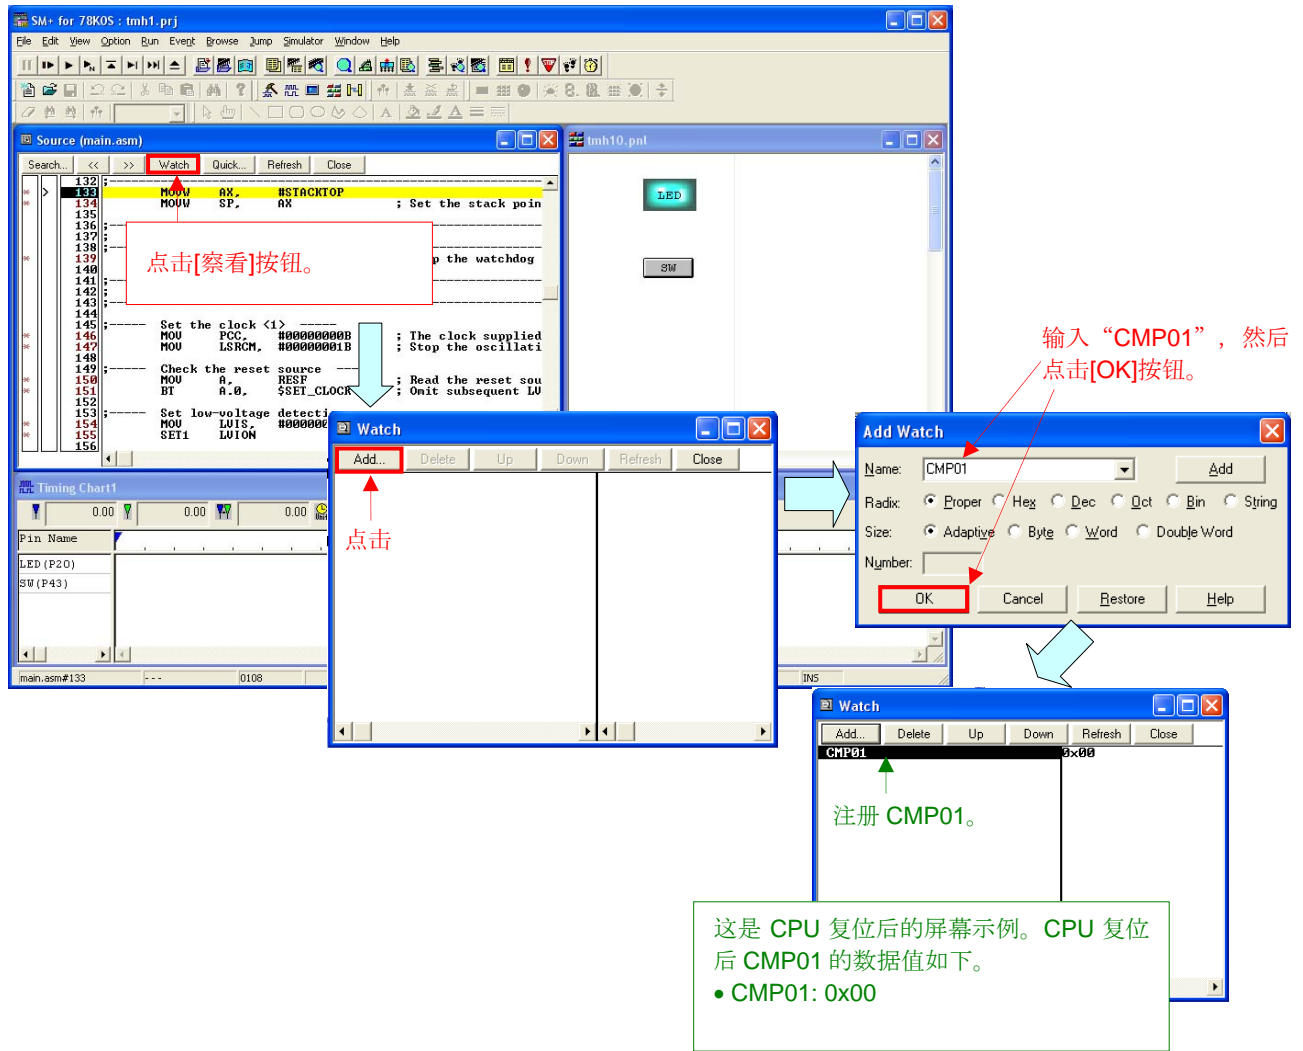 SM+ for 78K0S : tmh1.prj
File Edit View Option Run Event Browse Jump Simulator Window Help
Source (main.asm)
Search... << >> Watch Quick... Refresh Close
132 ;
133 MOVW AX, #STACKTOP
134 MOVW SP, AX ; Set the stack poin
135
136 ;
137 ;
138 ;
139 p the watchdog
140
141 ;
142 ;
143 ;
144
145 ;----- Set the clock <1> -----
146 MOV PCC, #00000000B ; The clock supplied
147 MOV LSRCM, #00000001B ; Stop the oscillati
148
149 ;----- Check the reset source ---
150 MOV A, RESF ; Read the reset sou
151 BT A.0, $SET_CLOCK ; Omit subsequent LV
152
153 ;----- Set low-voltage detecti
154 MOV LVIS, #0000000
155 SET1 LVION
156
点击[察看]按钮。
tmh10.pnl
LED
SW
输入“CMP01”，然后
点击[OK]按钮。
Timing Chart1
0.00 0.00 0.00
Pin Name
LED(P20)
SW(P43)
main.asm#133 --- 0108 INS
Watch
Add... Delete Up Down Refresh Close
点击
Add Watch
Name: CMP01 Add
Radix: Proper Hex Dec Oct Bin String
Size: Adaptive Byte Word Double Word
Number:
OK Cancel Restore Help
Watch
Add... Delete Up Down Refresh Close
CMP01 0x00
注册 CMP01。
这是 CPU 复位后的屏幕示例。CPU 复位
后 CMP01 的数据值如下。
• CMP01: 0x00